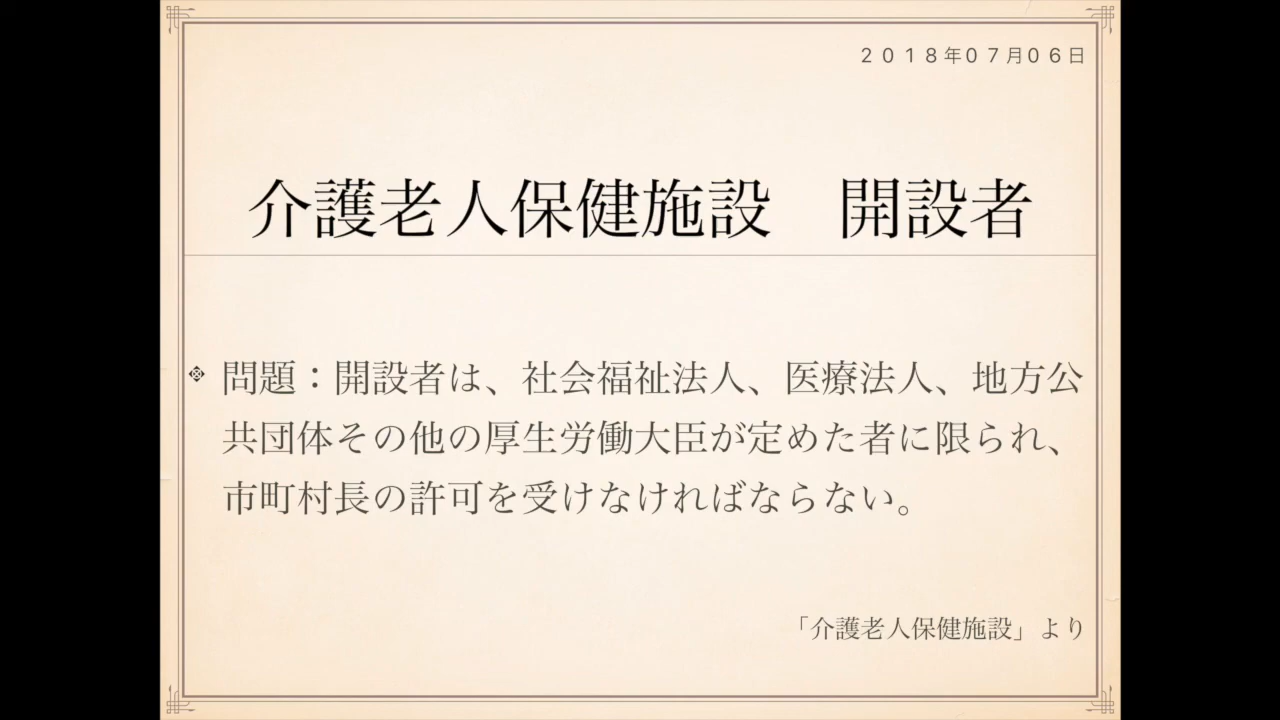 ２０１８年０７月０６日
介護老人保健施設　開設者
問題：開設者は、社会福祉法人、医療法人、地方公
共団体その他の厚生労働大臣が定めた者に限られ、
市町村長の許可を受けなければならない。
「介護老人保健施設」より